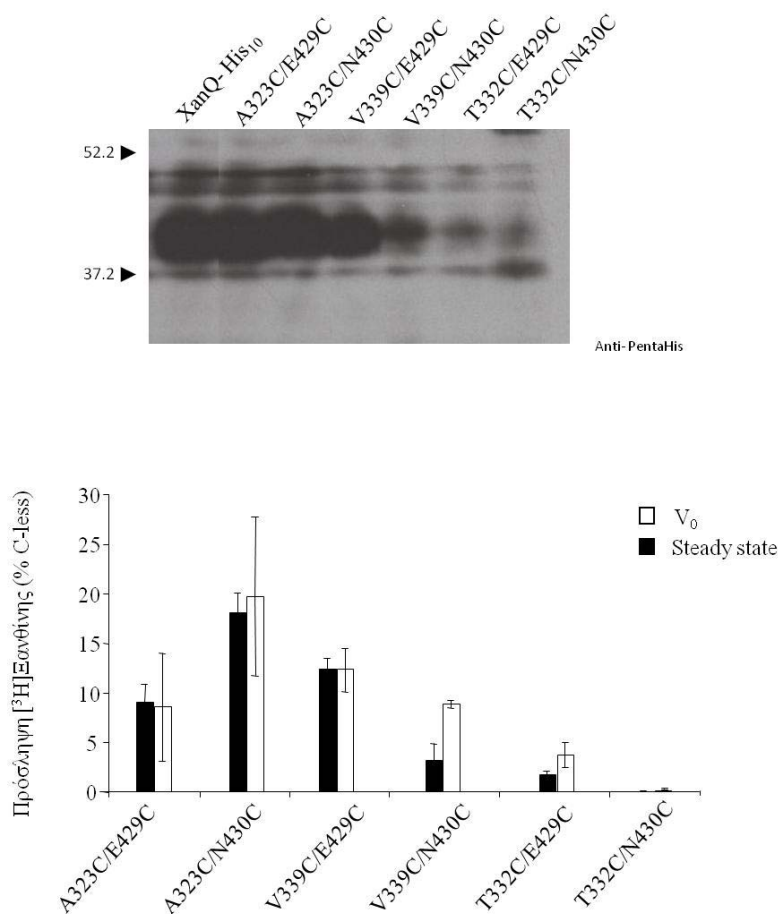 XanQ- His₁₀
A323C/E429C
A323C/N430C
V339C/E429C
V339C/N430C
T332C/E429C
T332C/N430C
52.2
37.2
Anti-PentaHis
Πρόσληψη [³H]Ξανθίνης (% C-less)
30
25
20
15
10
5
0
V₀
Steady state
A323C/E429C
A323C/N430C
V339C/E429C
V339C/N430C
T332C/E429C
T332C/N430C